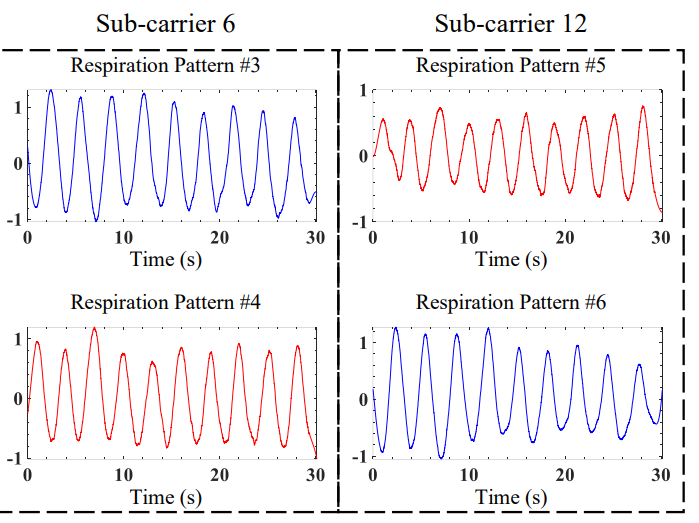 Sub-carrier 6
Sub-carrier 12
Respiration Pattern #3
1
0
-1
0 10 20 30
Time (s)
Respiration Pattern #5
1
0
-1
0 10 20 30
Time (s)
Respiration Pattern #4
1
0
-1
0 10 20 30
Time (s)
Respiration Pattern #6
1
0
-1
0 10 20 30
Time (s)